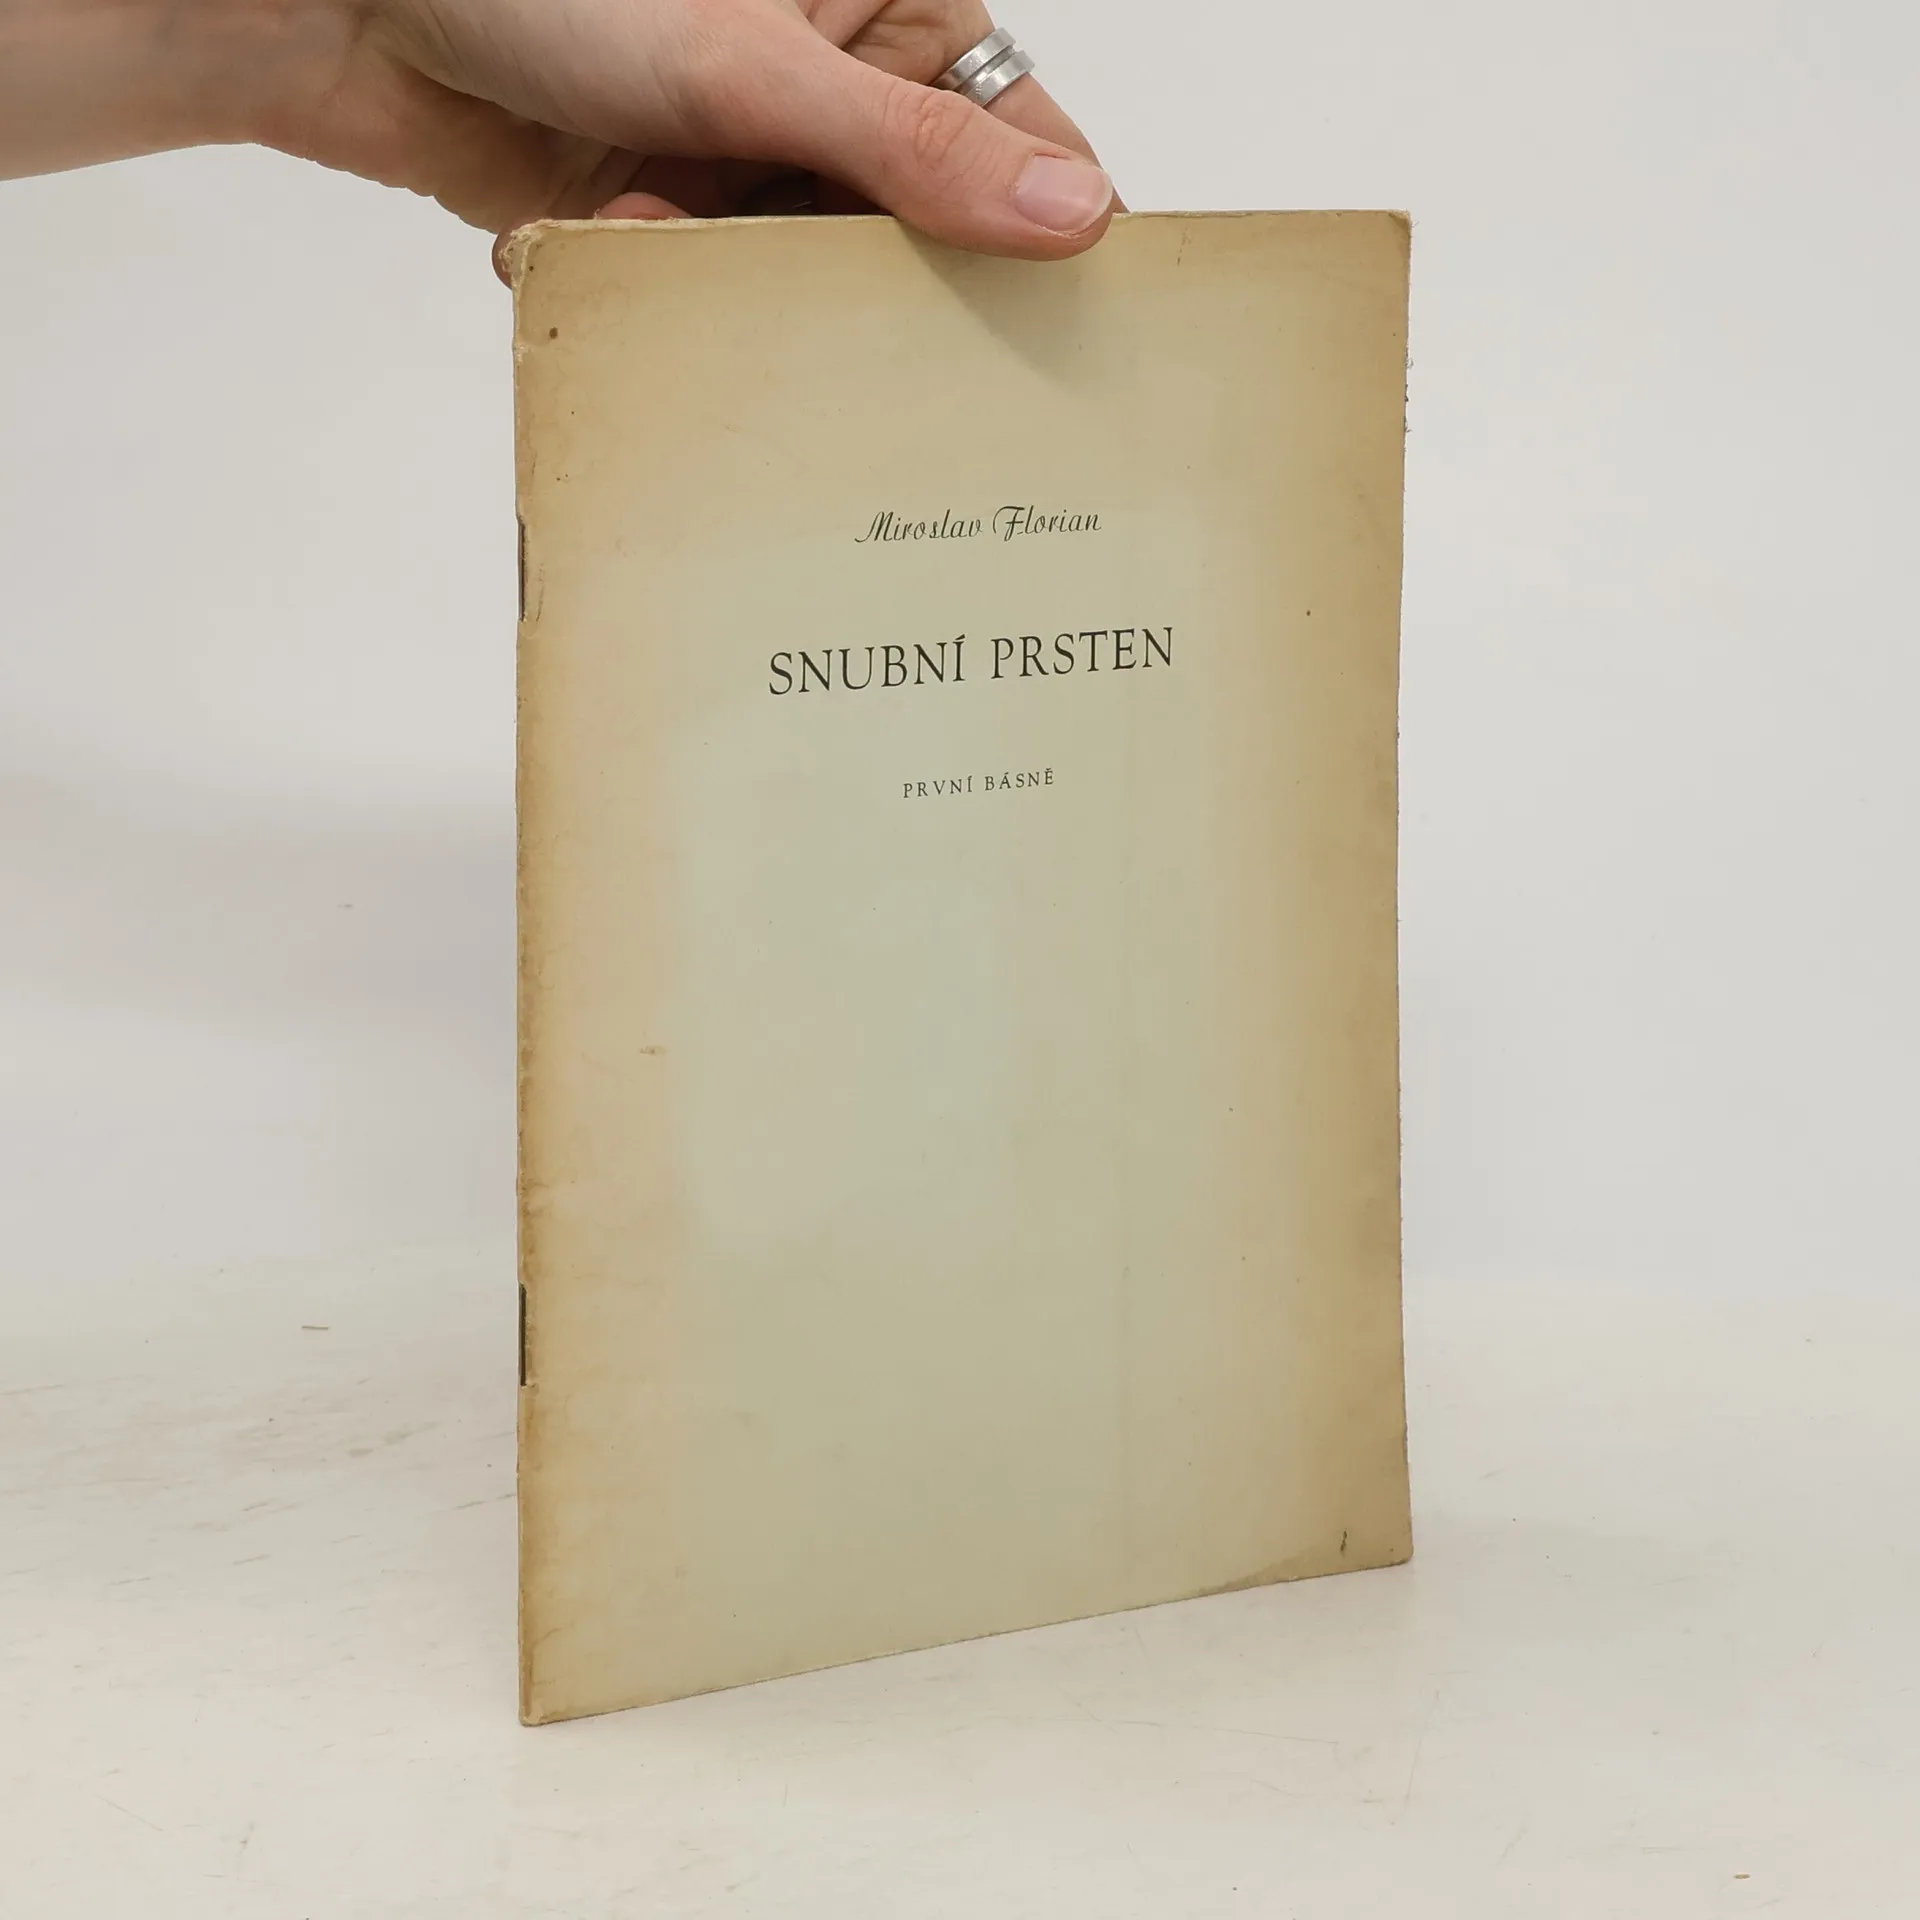 Miroslav Florian
SNUBNÍ PRSTEN
PRVNÍ BÁSNĚ